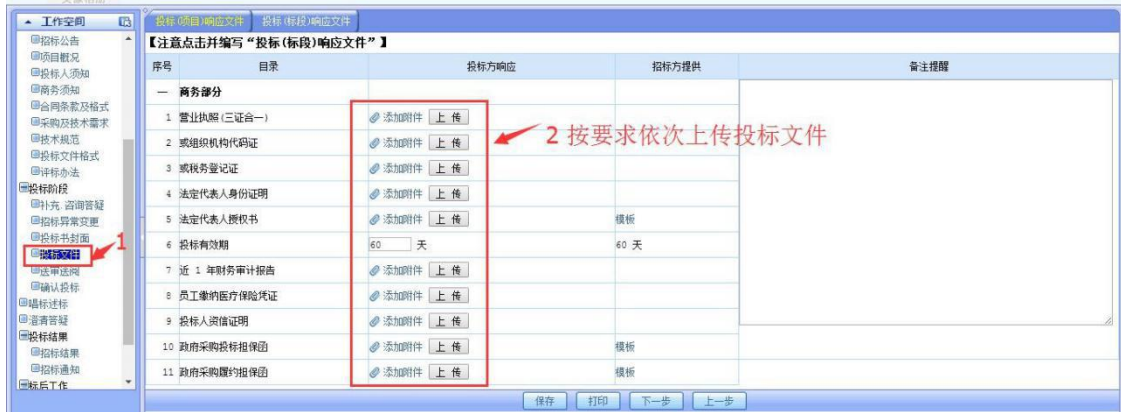 工作空间
招标公告
项目概况
投标人须知
商务须知
合同条款及格式
采购及技术需求
技术规范
投标文件格式
评标办法
投标阶段
补充.咨询答疑
招标异常变更
投标书封面
投标文件
送审送阅
确认投标
唱标述标
澄清答疑
投标结果
招标结果
招标通知
标后工作
1
投标(项目)响应文件 投标(标段)响应文件
【注意点击并编写“投标(标段)响应文件”】
序号 目录 投标方响应 招标方提供 备注提醒
一 商务部分
1 营业执照(三证合一) 添加附件 上 传
2 或组织机构代码证 添加附件 上 传
3 或税务登记证 添加附件 上 传
4 法定代表人身份证明 添加附件 上 传
5 法定代表人授权书 添加附件 上 传 模板
6 投标有效期 60 天 60 天
7 近 1 年财务审计报告 添加附件 上 传
8 员工缴纳医疗保险凭证 添加附件 上 传
9 投标人资信证明 添加附件 上 传
10 政府采购投标担保函 添加附件 上 传 模板
11 政府采购履约担保函 添加附件 上 传 模板
2 按要求依次上传投标文件
保存 打印 下一步 上一步